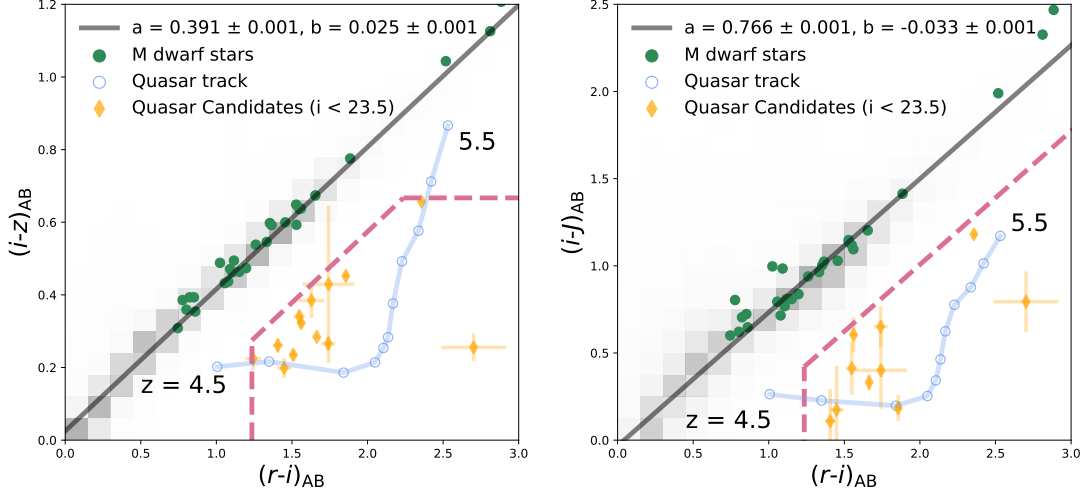 a = 0.391 ± 0.001, b = 0.025 ± 0.001
M dwarf stars
Quasar track
Quasar Candidates (i < 23.5)
5.5
z = 4.5
1.2
1.0
0.8
0.6
0.4
0.2
0.0
0.0 0.5 1.0 1.5 2.0 2.5 3.0
(i-z)AB
(r-i)AB
a = 0.766 ± 0.001, b = -0.033 ± 0.001
M dwarf stars
Quasar track
Quasar Candidates (i < 23.5)
5.5
z = 4.5
2.5
2.0
1.5
1.0
0.5
0.0
0.0 0.5 1.0 1.5 2.0 2.5 3.0
(i-J)AB
(r-i)AB